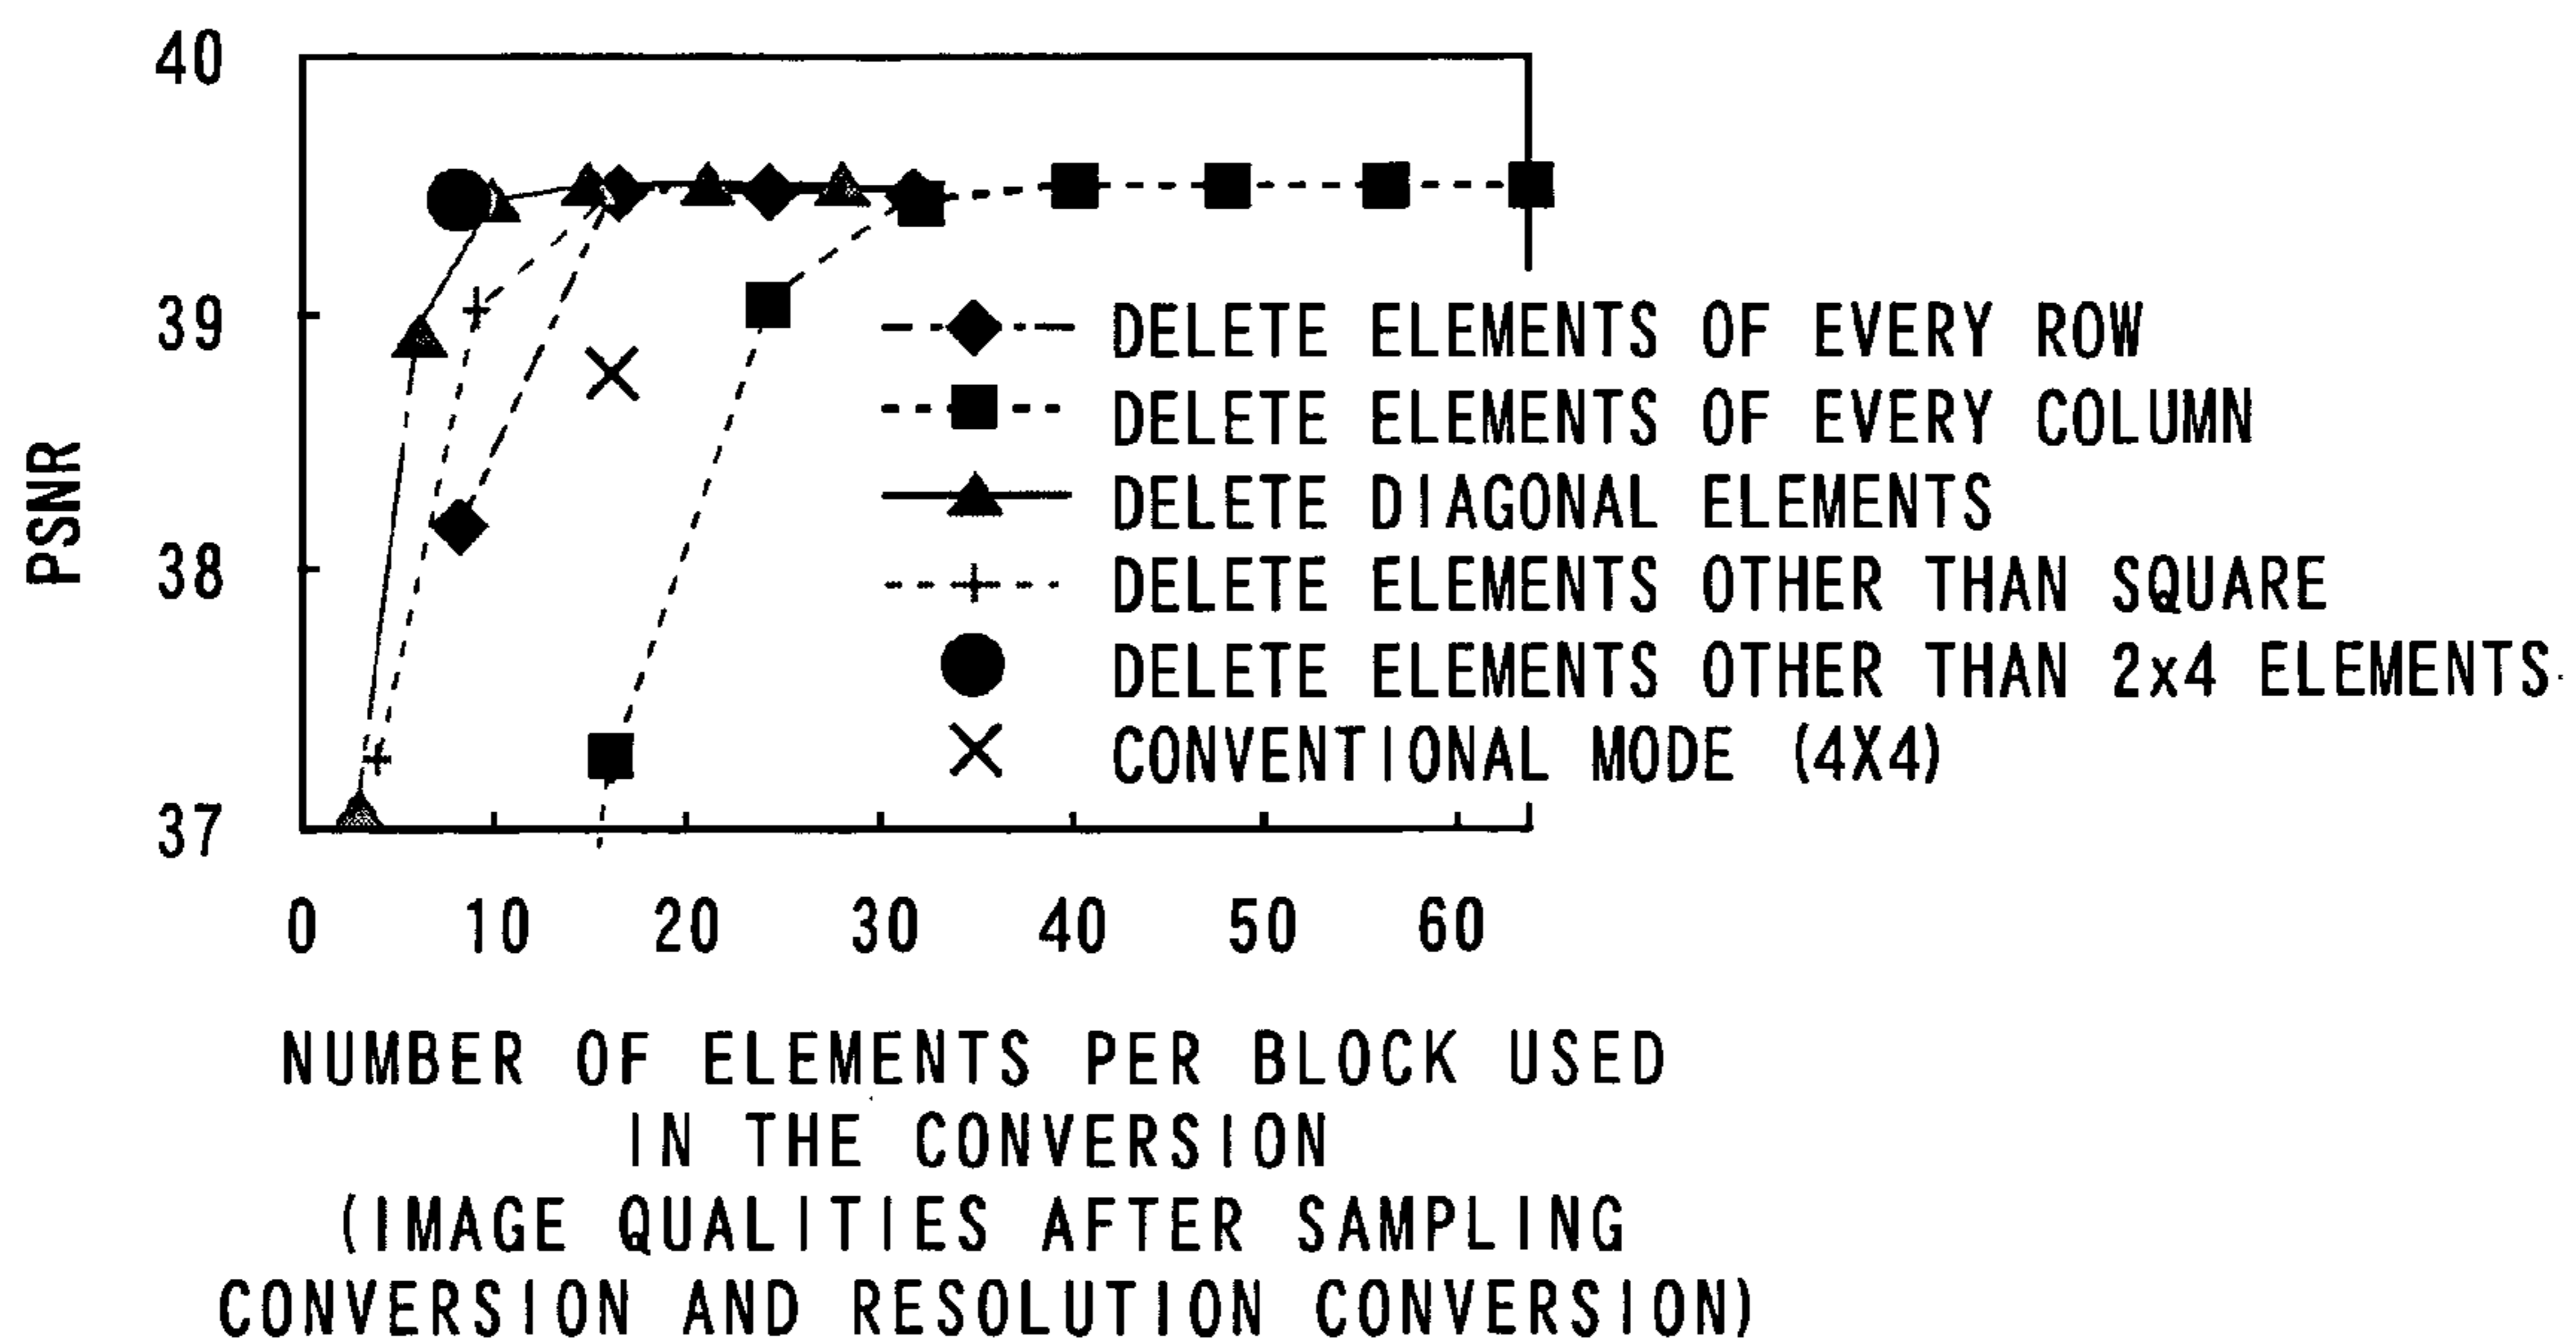 40
39
38
37
PSNR
DELETE ELEMENTS OF EVERY ROW
DELETE ELEMENTS OF EVERY COLUMN
DELETE DIAGONAL ELEMENTS
DELETE ELEMENTS OTHER THAN SQUARE
DELETE ELEMENTS OTHER THAN 2x4 ELEMENTS
CONVENTIONAL MODE (4X4)
0 10 20 30 40 50 60
NUMBER OF ELEMENTS PER BLOCK USED
IN THE CONVERSION
(IMAGE QUALITIES AFTER SAMPLING
CONVERSION AND RESOLUTION CONVERSION)